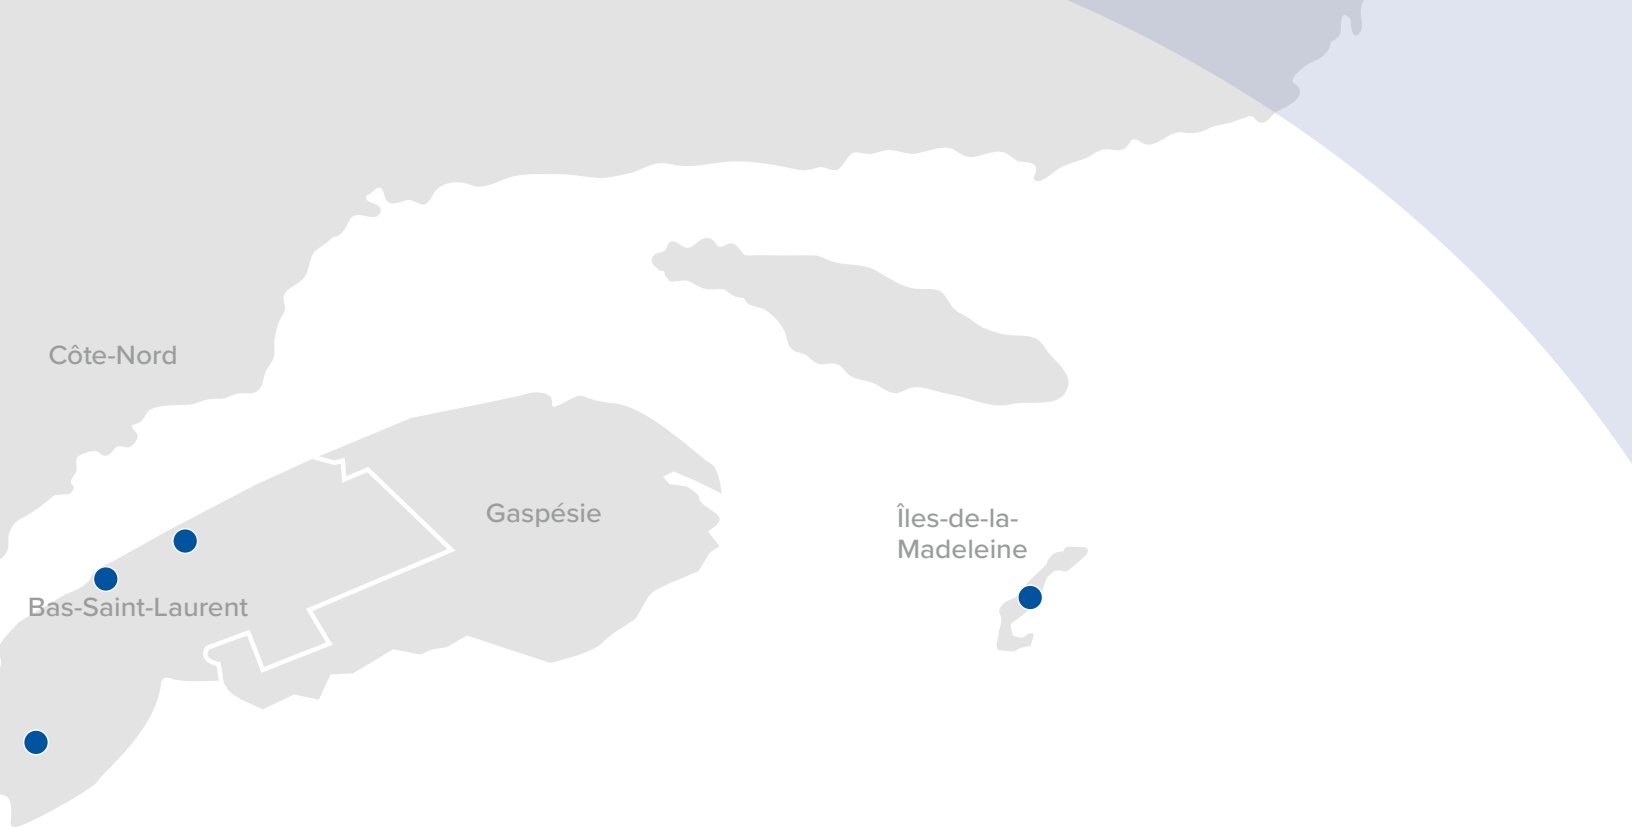 Côte-Nord
Gaspésie
Îles-de-la-
Madeleine
Bas-Saint-Laurent